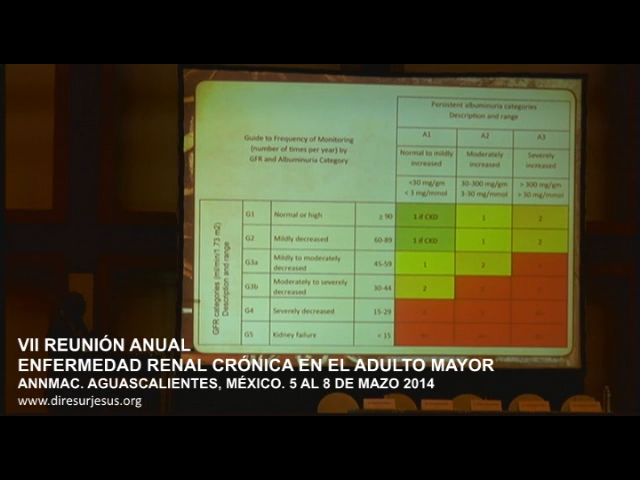 Persistent albuminuria categories
Description and range
Guide to Frequency of Monitoring
(number of times per year) by
GFR and Albuminuria Category
A1 A2 A3
Normal to mildly increased Moderately increased Severely increased
<30 mg/gm
< 3 mg/mmol
30-300 mg/gm
3-30 mg/mmol
> 300 mg/gm
> 30 mg/mmol
GFR categories (ml/min/1.73 m2)
Description and range
G1 Normal or high ≥ 90 1 if CKD 1 2
G2 Mildly decreased 60-89 1 if CKD 1 2
G3a Mildly to moderately decreased 45-59 1 2
G3b Moderately to severely decreased 30-44 2
G4 Severely decreased 15-29
G5 Kidney failure < 15
VII REUNIÓN ANUAL
ENFERMEDAD RENAL CRÓNICA EN EL ADULTO MAYOR
ANNMAC. AGUASCALIENTES, MÉXICO. 5 AL 8 DE MAZO 2014
www.diresurjesus.org